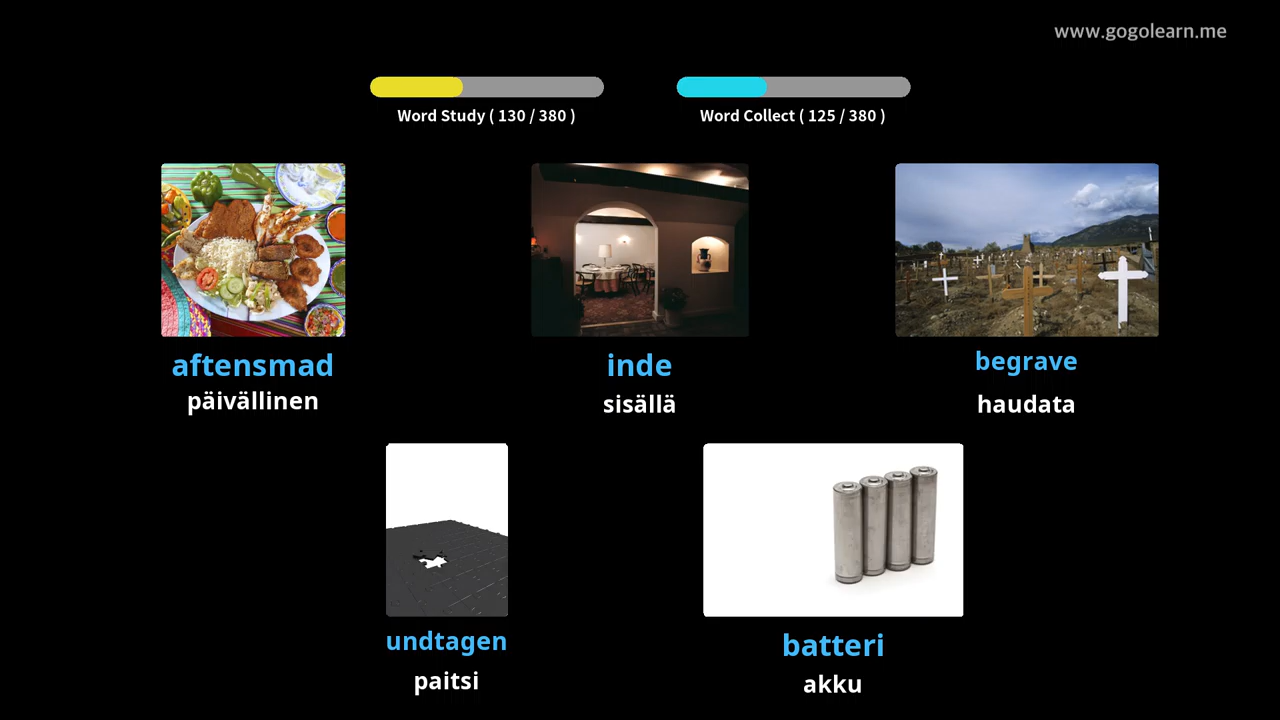 www.gogolearn.me
Word Study ( 130 / 380 )
Word Collect ( 125 / 380 )
aftensmad
päivällinen
inde
sisällä
begrave
haudata
undtagen
paitsi
batteri
akku